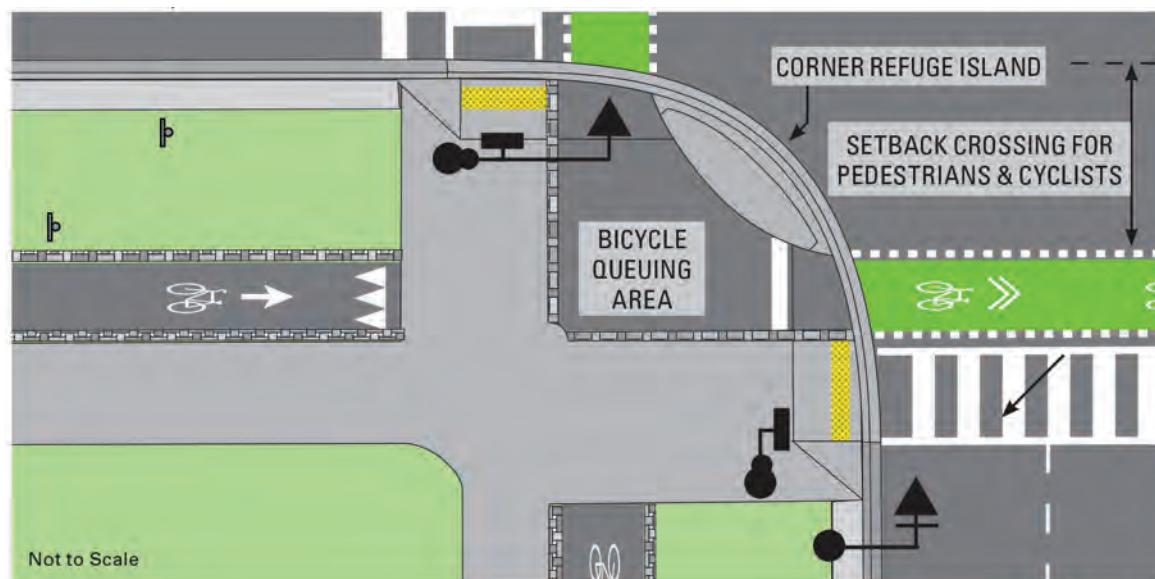 CORNER REFUGE ISLAND
SETBACK CROSSING FOR
PEDESTRIANS & CYCLISTS
BICYCLE
QUEUING
AREA
Not to Scale